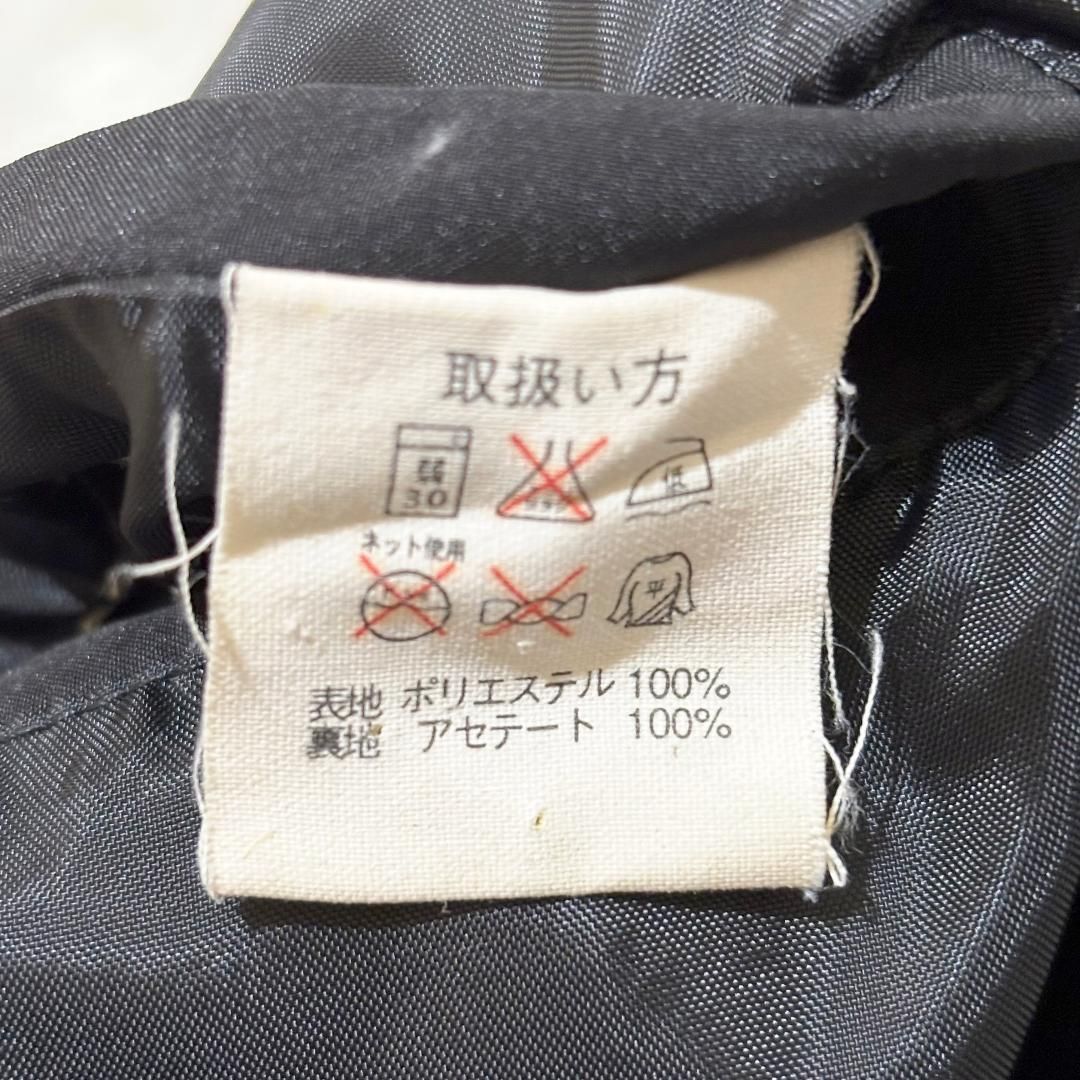 取扱い方
弱 低
30
ネット使用
平
表地 ポリエステル 100%
裏地 アセテート 100%